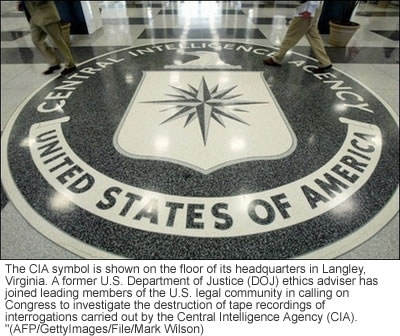 CENTRAL INTELLIGENCE AGENCY
UNITED STATES OF AMERICA
The CIA symbol is shown on the floor of its headquarters in Langley,
Virginia. A former U.S. Department of Justice (DOJ) ethics adviser has
joined leading members of the U.S. legal community in calling on
Congress to investigate the destruction of tape recordings of
interrogations carried out by the Central Intelligence Agency (CIA).
"(AFP/GettyImages/File/Mark Wilson)